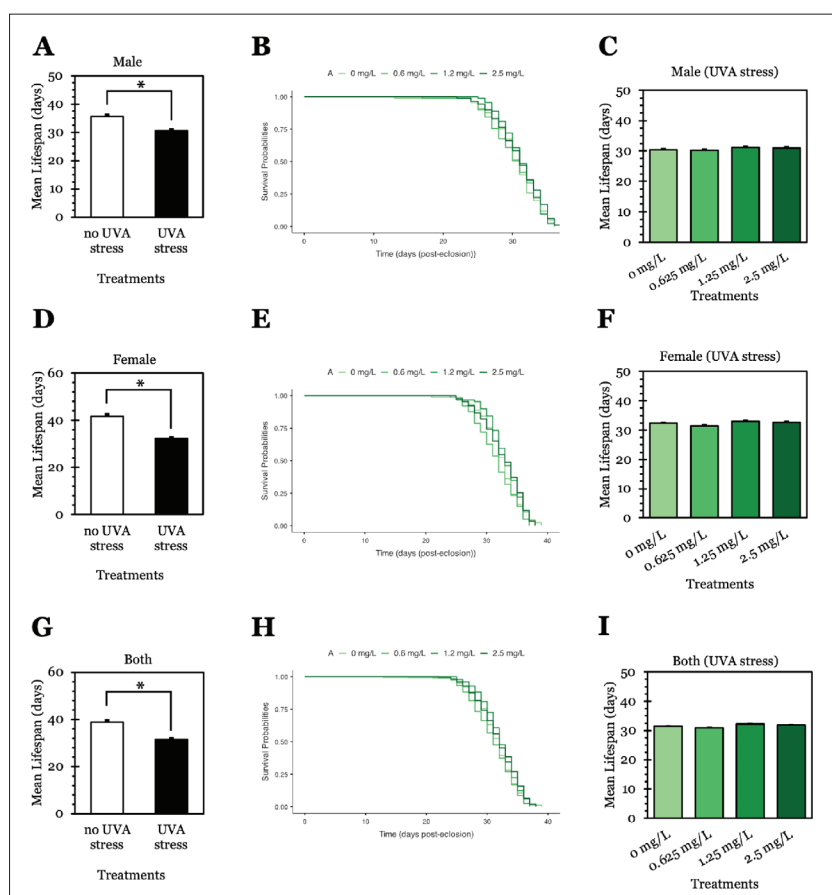 A
Male
Mean Lifespan (days)
50
40
30
20
10
0
*
no UVA stress
UVA stress
Treatments
B
A 0 mg/L 0.6 mg/L 1.2 mg/L 2.5 mg/L
Survival Probabilities
1.00
0.75
0.50
0.25
0.00
0 10 20 30
Time (days (post-eclosion))
C
Male (UVA stress)
Mean Lifespan (days)
50
40
30
20
10
0
0 mg/L
0.625 mg/L
1.25 mg/L
2.5 mg/L
Treatments
D
Female
Mean Lifespan (days)
60
40
20
0
*
no UVA stress
UVA stress
Treatments
E
A 0 mg/L 0.6 mg/L 1.2 mg/L 2.5 mg/L
Survival Probabilities
1.00
0.75
0.50
0.25
0.00
0 10 20 30 40
Time (days (post-eclosion)
F
Female (UVA stress)
Mean Lifespan (days)
50
40
30
20
10
0
0 mg/L
0.625 mg/L
1.25 mg/L
2.5 mg/L
Treatments
G
Both
Mean Lifespan (days)
60
40
20
0
*
no UVA stress
UVA stress
Treatments
H
A 0 mg/L 0.6 mg/L 1.2 mg/L 2.5 mg/L
Survival Probabilities
1.00
0.75
0.50
0.25
0.00
0 10 20 30 40
Time (days post-eclosion)
I
Both (UVA stress)
Mean Lifespan (days)
50
40
30
20
10
0
0 mg/L
0.625 mg/L
1.25 mg/L
2.5 mg/L
Treatments